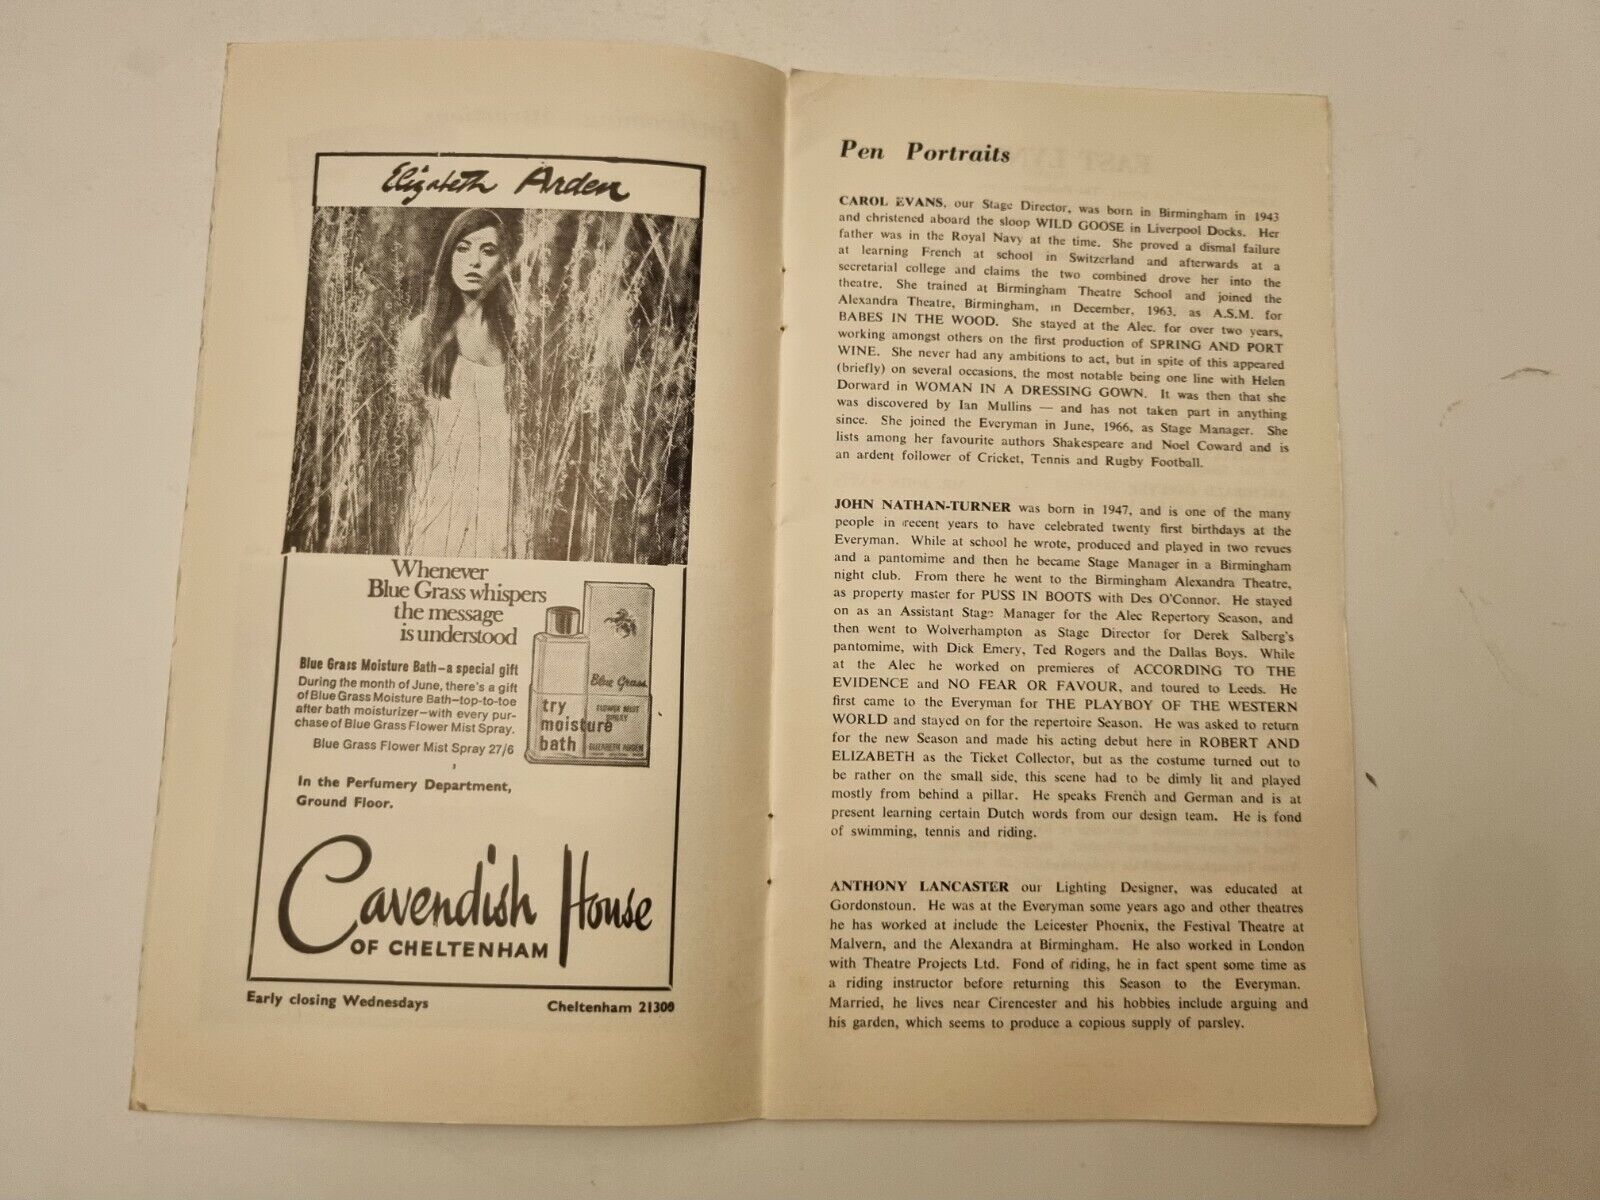 Elizabeth Arden
Whenever
Blue Grass whispers
the message
is understood
Blue Grass Moisture Bath—a special gift
During the month of June, there's a gift
of Blue Grass Moisture Bath—top-to-toe
after bath moisturizer—with every pur-
chase of Blue Grass Flower Mist Spray.
Blue Grass Flower Mist Spray 27/6
try
moisture
bath
Blue Grass
FLOWER MIST
SPRAY
ELIZABETH ARDEN
In the Perfumery Department,
Ground Floor.
Cavendish House
OF CHELTENHAM
Early closing Wednesdays
Cheltenham 21300
Pen Portraits
CAROL EVANS, our Stage Director, was born in Birmingham in 1943
and christened aboard the sloop WILD GOOSE in Liverpool Docks. Her
father was in the Royal Navy at the time. She proved a dismal failure
at learning French at school in Switzerland and afterwards at a
secretarial college and claims the two combined drove her into the
theatre. She trained at Birmingham Theatre School and joined the
Alexandra Theatre, Birmingham, in December, 1963, as A.S.M. for
BABES IN THE WOOD. She stayed at the Alec. for over two years,
working amongst others on the first production of SPRING AND PORT
WINE. She never had any ambitions to act, but in spite of this appeared
(briefly) on several occasions, the most notable being one line with Helen
Dorward in WOMAN IN A DRESSING GOWN. It was then that she
was discovered by Ian Mullins — and has not taken part in anything
since. She joined the Everyman in June, 1966, as Stage Manager. She
lists among her favourite authors Shakespeare and Noel Coward and is
an ardent follower of Cricket, Tennis and Rugby Football.
JOHN NATHAN-TURNER was born in 1947, and is one of the many
people in recent years to have celebrated twenty first birthdays at the
Everyman. While at school he wrote, produced and played in two revues
and a pantomime and then he became Stage Manager in a Birmingham
night club. From there he went to the Birmingham Alexandra Theatre,
as property master for PUSS IN BOOTS with Des O'Connor. He stayed
on as an Assistant Stage Manager for the Alec Repertory Season, and
then went to Wolverhampton as Stage Director for Derek Salberg's
pantomime, with Dick Emery, Ted Rogers and the Dallas Boys. While
at the Alec he worked on premieres of ACCORDING TO THE
EVIDENCE and NO FEAR OR FAVOUR, and toured to Leeds. He
first came to the Everyman for THE PLAYBOY OF THE WESTERN
WORLD and stayed on for the repertoire Season. He was asked to return
for the new Season and made his acting debut here in ROBERT AND
ELIZABETH as the Ticket Collector, but as the costume turned out to
be rather on the small side, this scene had to be dimly lit and played
mostly from behind a pillar. He speaks French and German and is at
present learning certain Dutch words from our design team. He is fond
of swimming, tennis and riding.
ANTHONY LANCASTER our Lighting Designer, was educated at
Gordonstoun. He was at the Everyman some years ago and other theatres
he has worked at include the Leicester Phoenix, the Festival Theatre at
Malvern, and the Alexandra at Birmingham. He also worked in London
with Theatre Projects Ltd. Fond of riding, he in fact spent some time as
a riding instructor before returning this Season to the Everyman.
Married, he lives near Cirencester and his hobbies include arguing and
his garden, which seems to produce a copious supply of parsley.